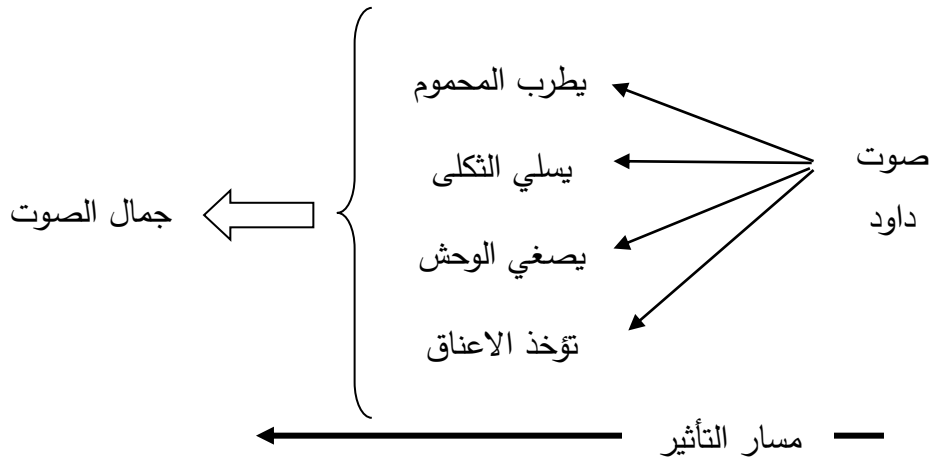 صوت
داود
يطرب المحموم
يسلي الثكلى
يصغي الوحش
تؤخذ الاعناق
جمال الصوت
مسار التأثير